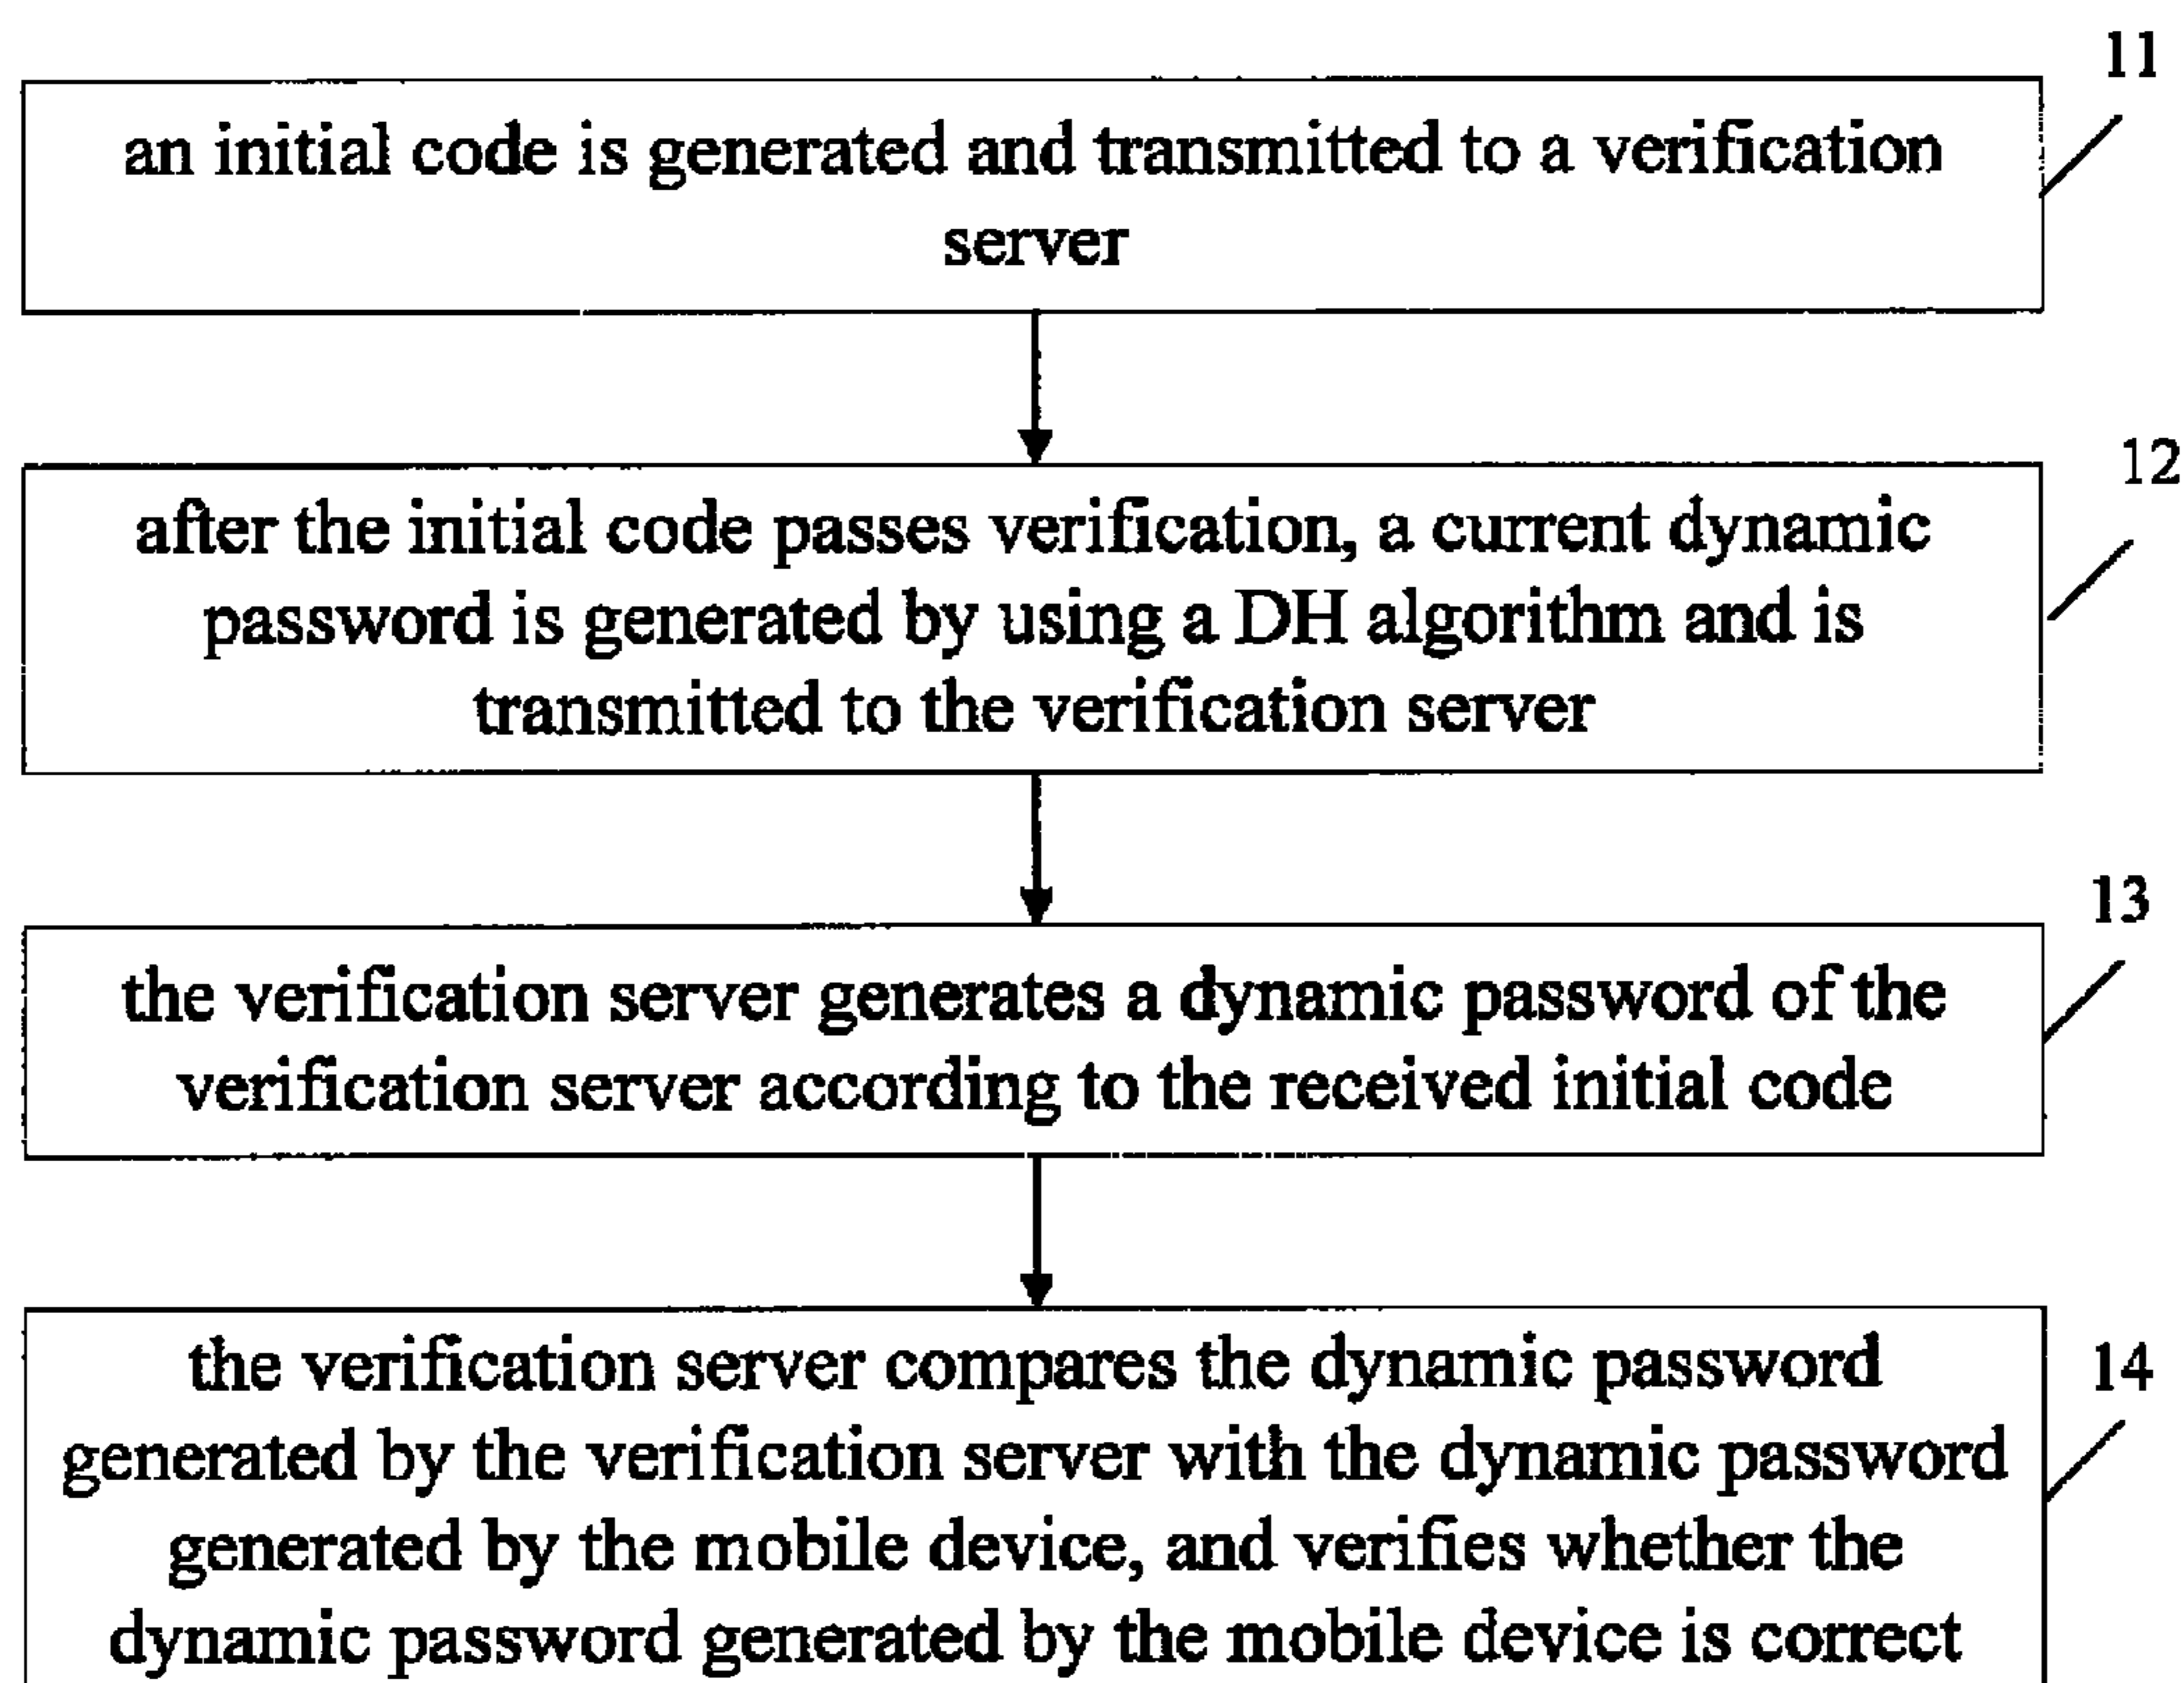 11
an initial code is generated and transmitted to a verification
server
12
after the initial code passes verification, a current dynamic
password is generated by using a DH algorithm and is
transmitted to the verification server
13
the verification server generates a dynamic password of the
verification server according to the received initial code
14
the verification server compares the dynamic password
generated by the verification server with the dynamic password
generated by the mobile device, and verifies whether the
dynamic password generated by the mobile device is correct